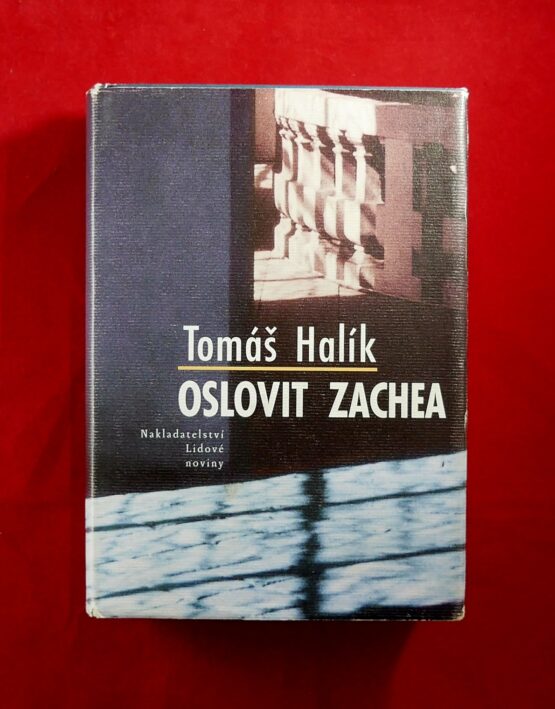 Tomáš Halík
OSLOVIT ZACHEA
Nakladatelství
Lidové
noviny